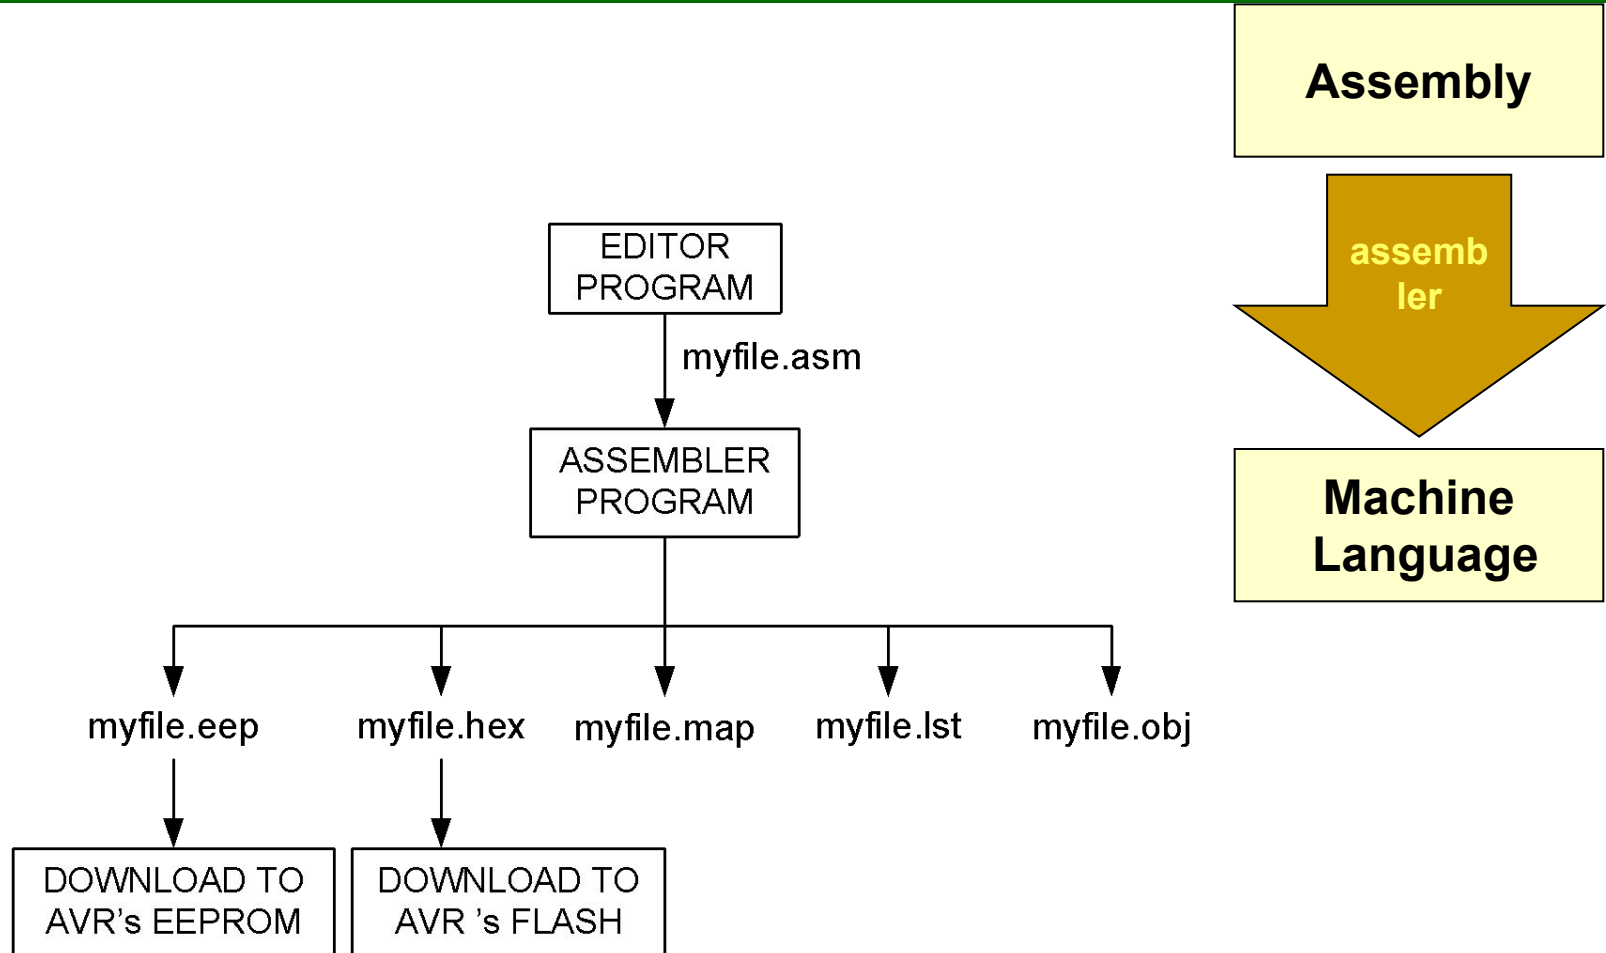 Assembly
assemb
ler
Machine
Language
EDITOR
PROGRAM
myfile.asm
ASSEMBLER
PROGRAM
myfile.eep
myfile.hex
myfile.map
myfile.lst
myfile.obj
DOWNLOAD TO
AVR's EEPROM
DOWNLOAD TO
AVR 's FLASH